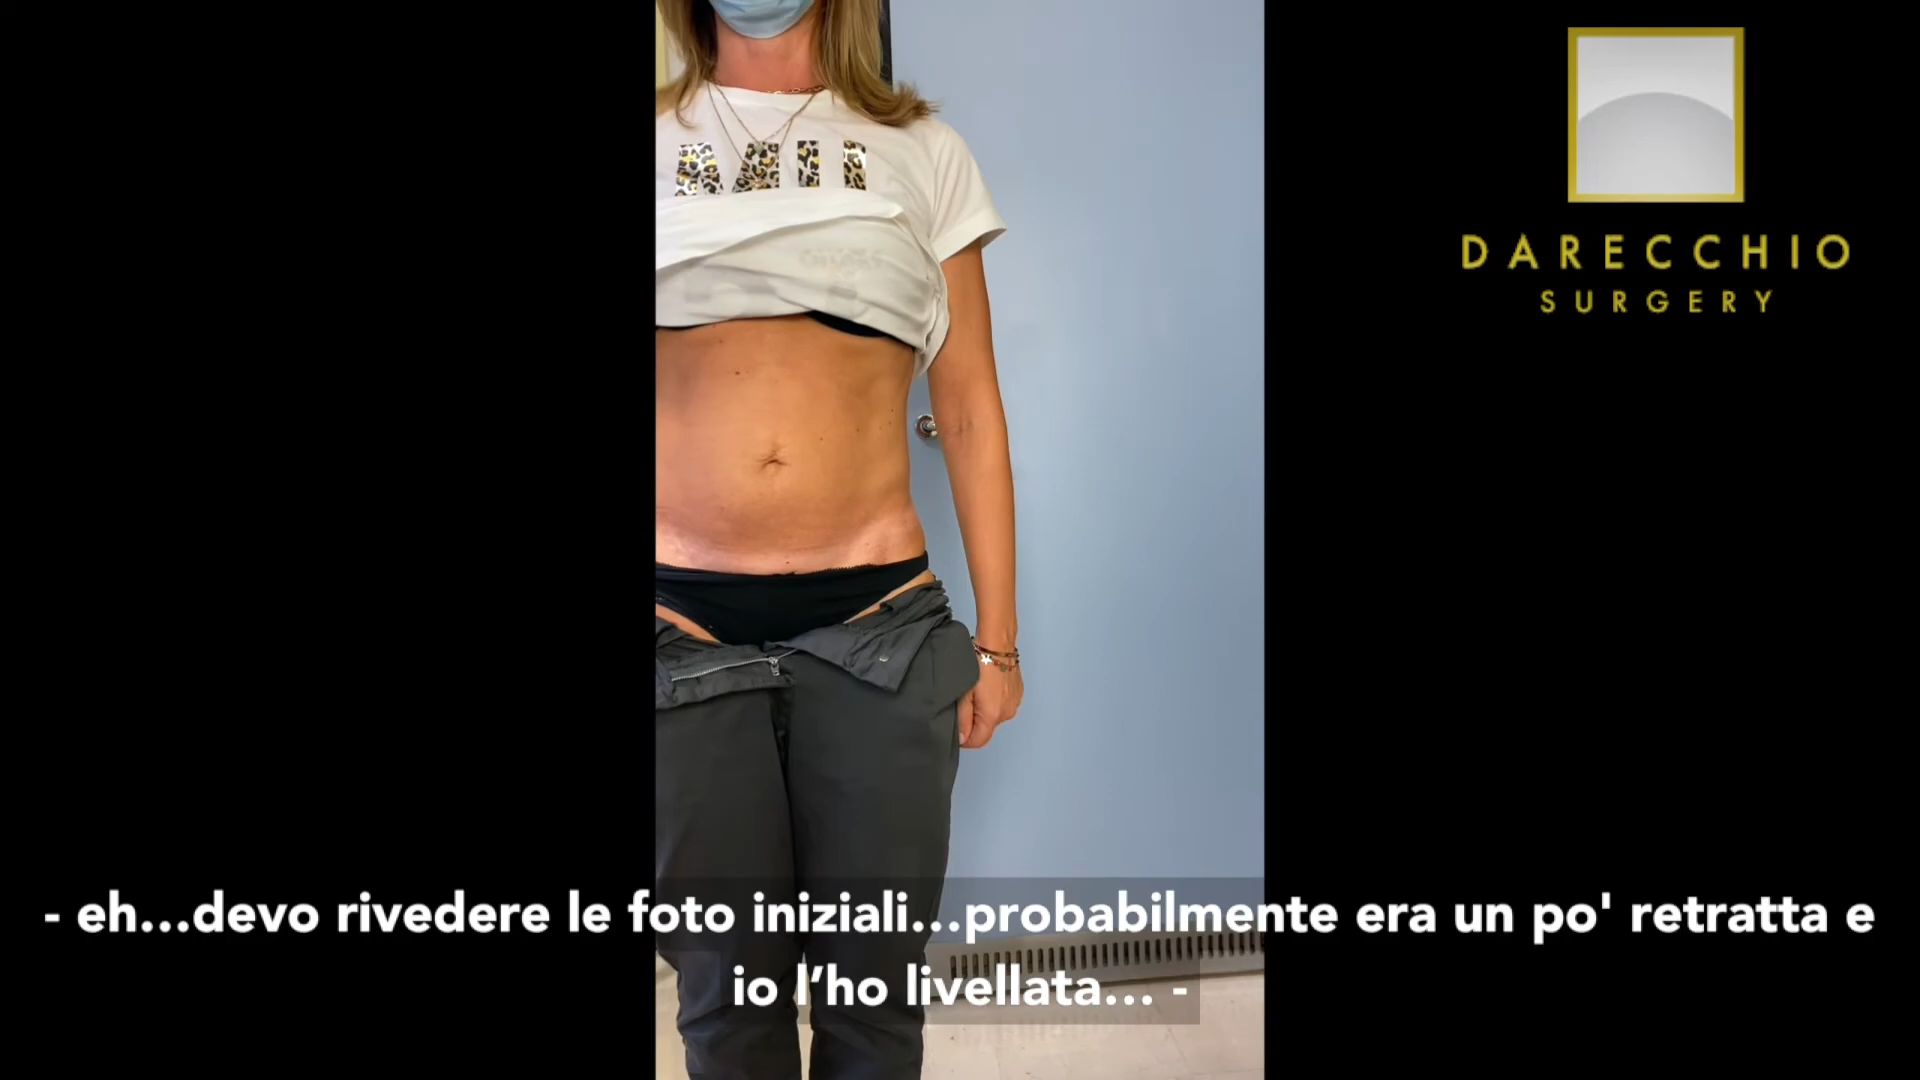 DARECCHIO
SURGERY
- eh...devo rivedere le foto iniziali...probabilmente era un po' retratta e
io l’ho livellata... -